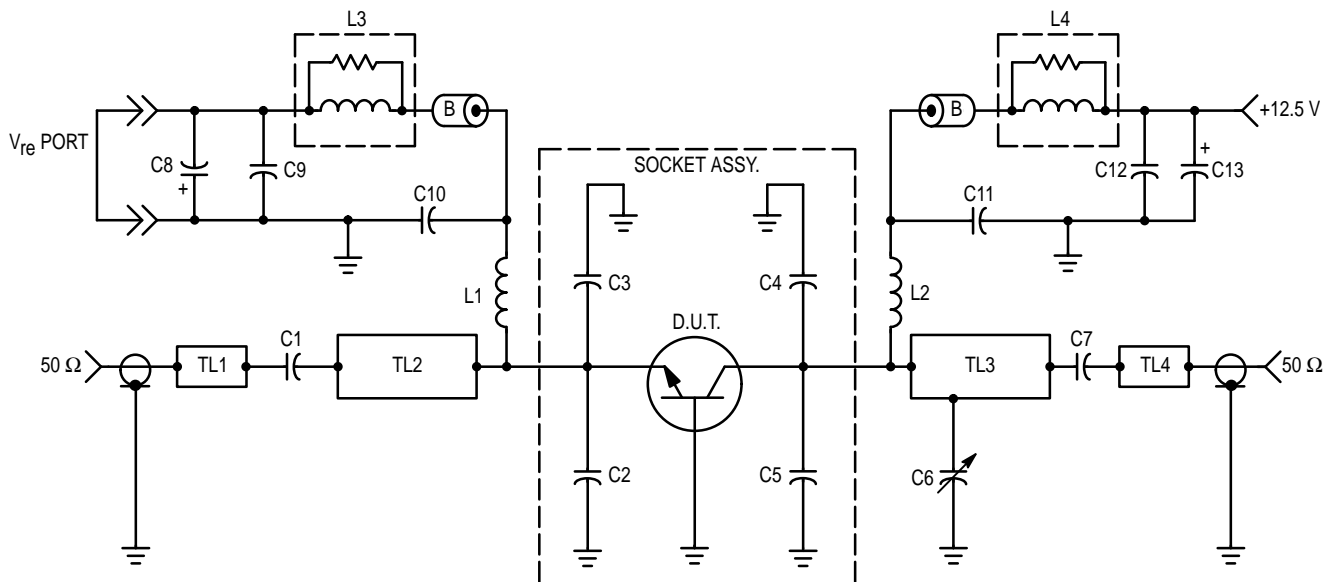 L3
L4
B
B
V_re PORT
+12.5 V
C8
+
C9
C12
+
C13
SOCKET ASSY.
C10
C11
L1
C3
C4
L2
D.U.T.
50 Ω
TL1
C1
TL2
TL3
C7
TL4
50 Ω
C2
C5
C6